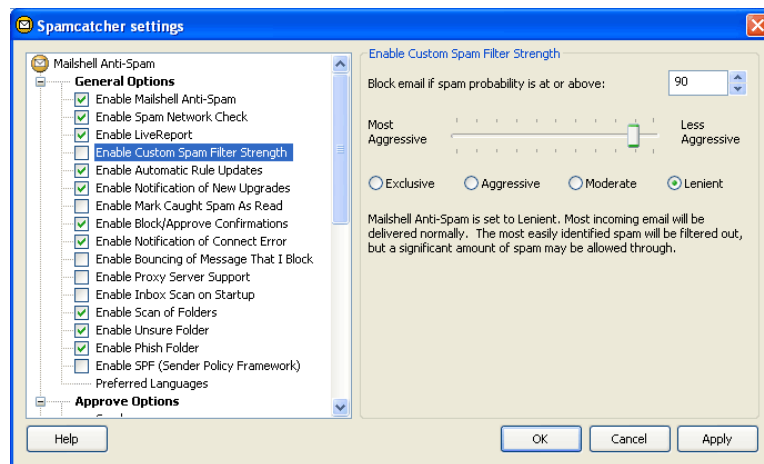 Spamcatcher settings
Mailshell Anti-Spam
General Options
Enable Mailshell Anti-Spam
Enable Spam Network Check
Enable LiveReport
Enable Custom Spam Filter Strength
Enable Automatic Rule Updates
Enable Notification of New Upgrades
Enable Mark Caught Spam As Read
Enable Block/Approve Confirmations
Enable Notification of Connect Error
Enable Bouncing of Message That I Block
Enable Proxy Server Support
Enable Inbox Scan on Startup
Enable Scan of Folders
Enable Unsure Folder
Enable Phish Folder
Enable SPF (Sender Policy Framework)
Preferred Languages
Approve Options
Enable Custom Spam Filter Strength
Block email if spam probability is at or above: 90
Most Aggressive
Less Aggressive
Exclusive Aggressive Moderate Lenient
Mailshell Anti-Spam is set to Lenient. Most incoming email will be
delivered normally. The most easily identified spam will be filtered out,
but a significant amount of spam may be allowed through.
Help OK Cancel Apply